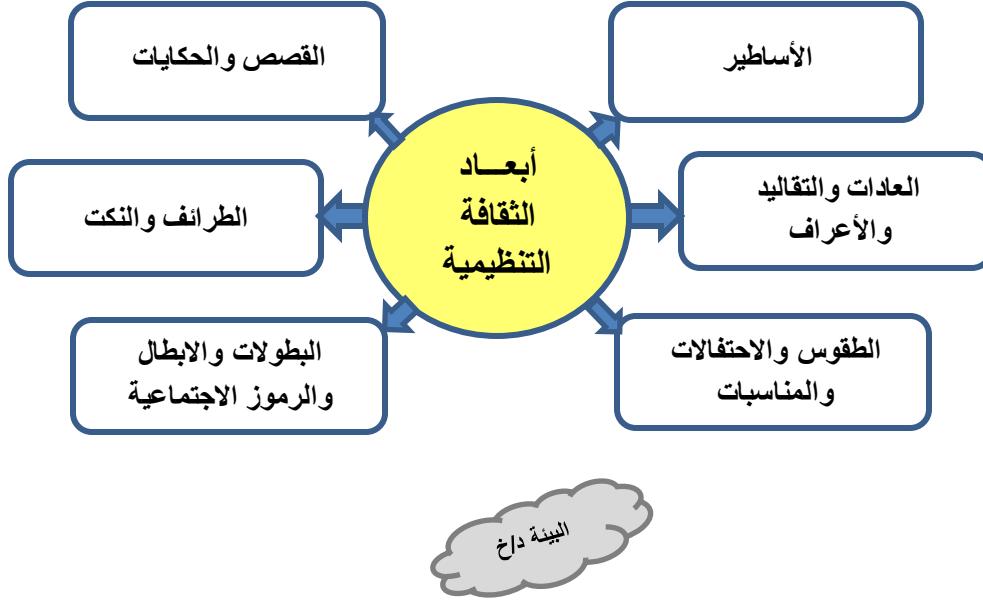 الأساطير
القصص والحكايات
أبعـــاد
الثقافة
التنظيمية
العادات والتقاليد
والأعراف
الطرائف والنكت
الطقوس والاحتفالات
والمناسبات
البطولات والابطال
والرموز الاجتماعية
البيئة د/خ